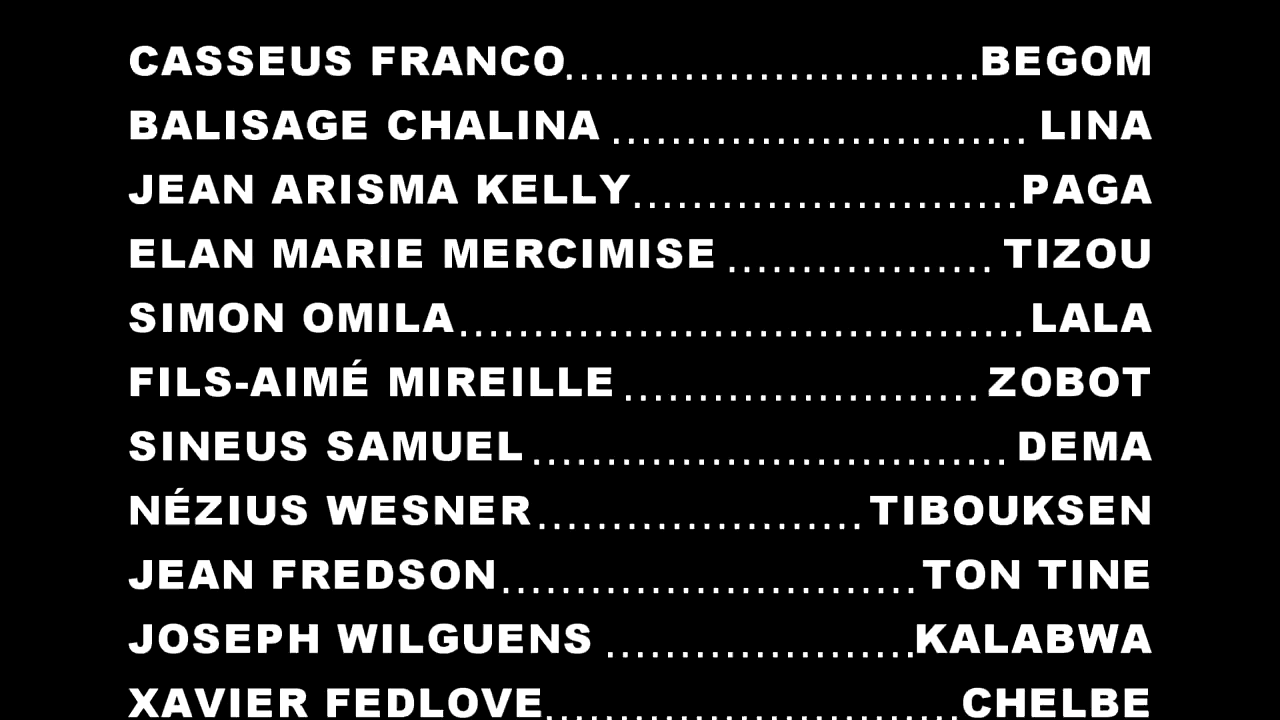 CASSEUS FRANCO............................BEGOM
BALISAGE CHALINA ............................ LINA
JEAN ARISMA KELLY..........................PAGA
ELAN MARIE MERCIMISE .................. TIZOU
SIMON OMILA......................................LALA
FILS-AIMÉ MIREILLE ........................ ZOBOT
SINEUS SAMUEL ................................ DEMA
NÉZIUS WESNER...................... TIBOUKSEN
JEAN FREDSON............................ TON TINE
JOSEPH WILGUENS .....................KALABWA
XAVIER FEDLOVE............................CHELBE